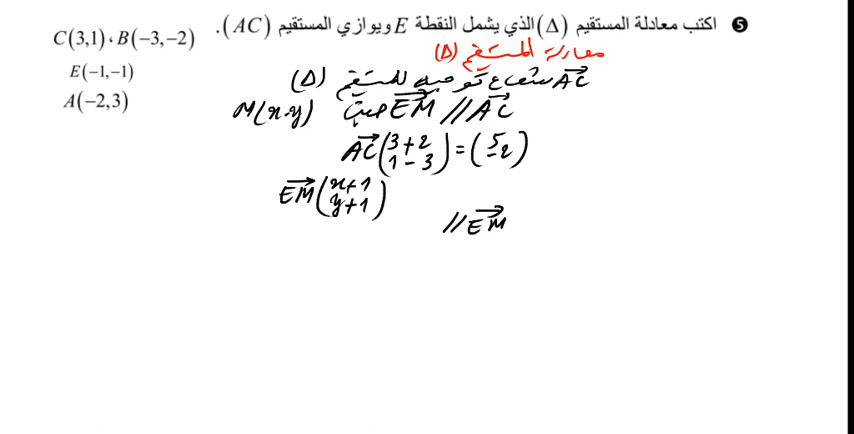 ❺ اكتب معادلة المستقيم (Δ) الذي يشمل النقطة E ويوازي المستقيم (AC).
C(3,1) ، B(−3,−2)
E(−1,−1)
A(−2,3)
معادلة المستقيم (Δ)
AC⃗ شعاع توجيه للمستقيم (Δ)
M(x.y) حيث EM⃗ // AC⃗
AC⃗(3+2 1−3) = (5 −2)
EM⃗(x+1 y+1)
// EM⃗